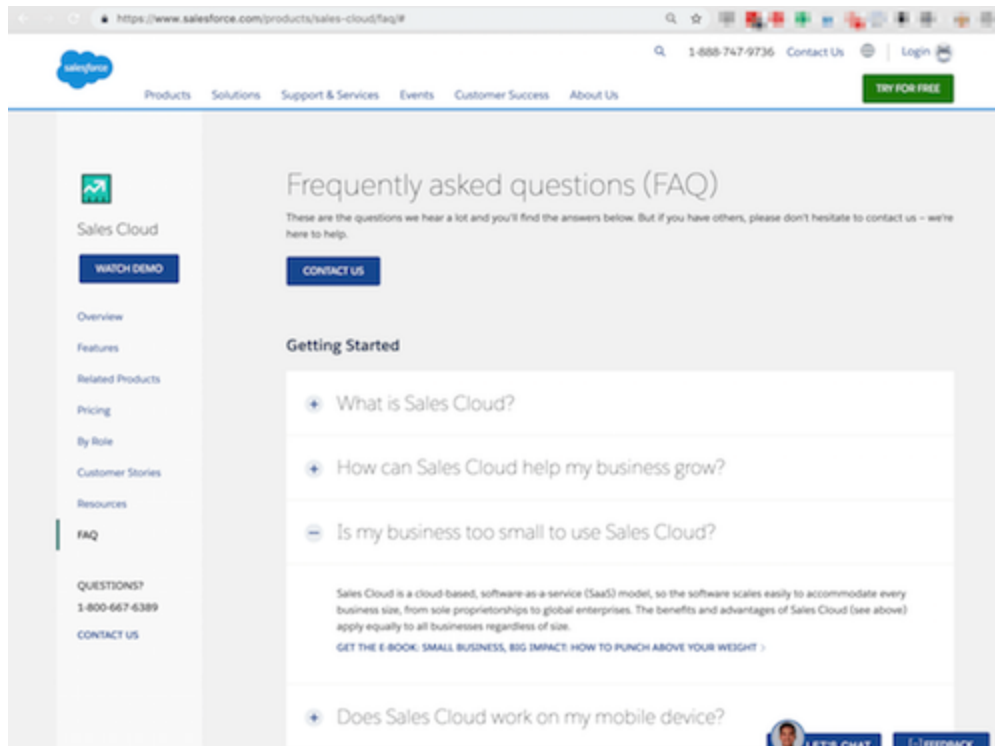 https://www.salesforce.com/products/sales-cloud/faq/#
salesforce
1-888-747-9736 Contact Us Login
Products Solutions Support & Services Events Customer Success About Us
TRY FOR FREE
Sales Cloud
WATCH DEMO
Overview
Features
Related Products
Pricing
By Role
Customer Stories
Resources
FAQ
QUESTIONS?
1-800-667-6389
CONTACT US
Frequently asked questions (FAQ)
These are the questions we hear a lot and you'll find the answers below. But if you have others, please don't hesitate to contact us – we're
here to help.
CONTACT US
Getting Started
What is Sales Cloud?
How can Sales Cloud help my business grow?
Is my business too small to use Sales Cloud?
Sales Cloud is a cloud-based, software-as-a-service (SaaS) model, so the software scales easily to accommodate every
business size, from sole proprietorships to global enterprises. The benefits and advantages of Sales Cloud (see above)
apply equally to all businesses regardless of size.
GET THE E-BOOK: SMALL BUSINESS, BIG IMPACT: HOW TO PUNCH ABOVE YOUR WEIGHT >
Does Sales Cloud work on my mobile device?
LET'S CHAT
FEEDBACK